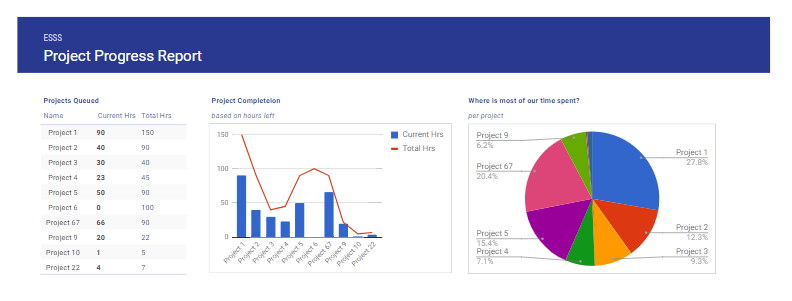 ESSS
Project Progress Report
Projects Queued
Name Current Hrs Total Hrs
Project 1 90 150
Project 2 40 90
Project 3 30 40
Project 4 23 45
Project 5 50 90
Project 6 0 100
Project 67 66 90
Project 9 20 22
Project 10 1 5
Project 22 4 7
Project Completeion
based on hours left
150
100
50
0
Project 1
Project 2
Project 3
Project 4
Project 5
Project 6
Project 67
Project 9
Project 10
Project 22
Current Hrs
Total Hrs
Where is most of our time spent?
per project
Project 9
6.2%
Project 67
20.4%
Project 5
15.4%
Project 4
7.1%
Project 1
27.8%
Project 2
12.3%
Project 3
9.3%